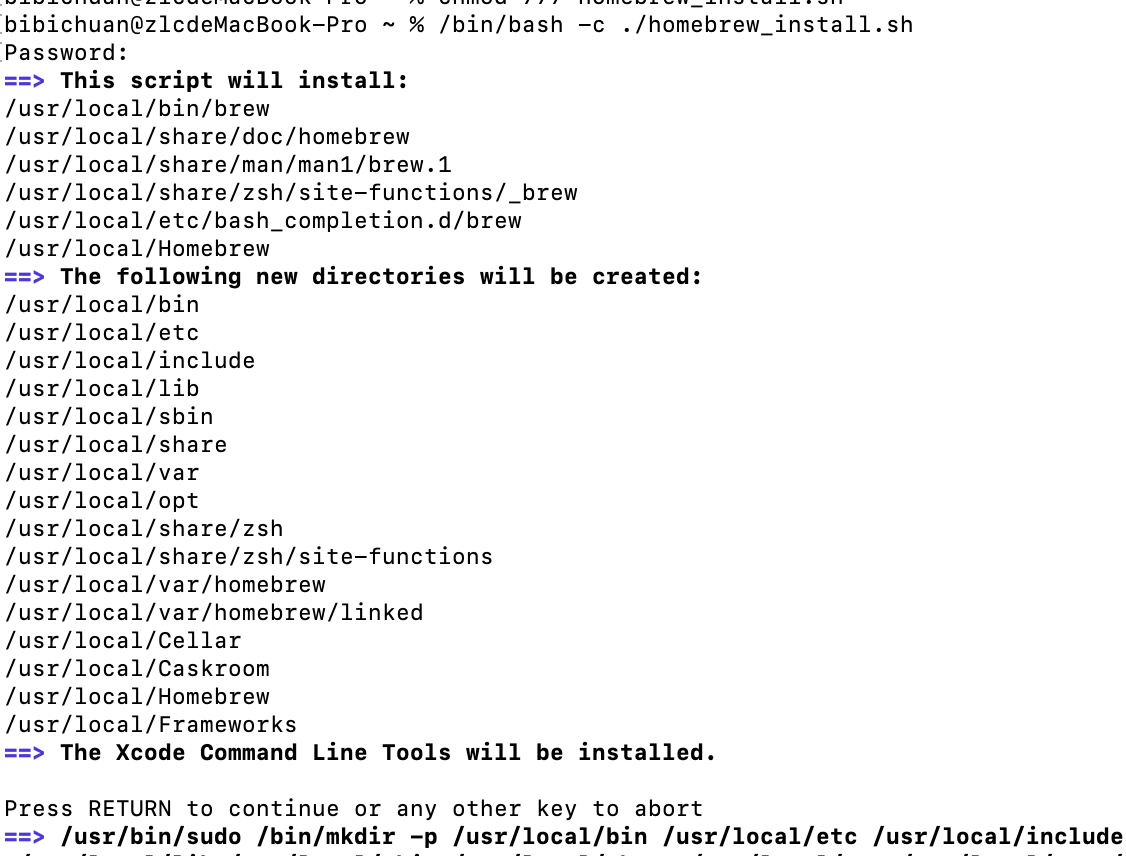 bibichuan@zlcdeMacBook-Pro ~ % chmod 777 homebrew_install.sh
bibichuan@zlcdeMacBook-Pro ~ % /bin/bash -c ./homebrew_install.sh
Password:
==> This script will install:
/usr/local/bin/brew
/usr/local/share/doc/homebrew
/usr/local/share/man/man1/brew.1
/usr/local/share/zsh/site-functions/_brew
/usr/local/etc/bash_completion.d/brew
/usr/local/Homebrew
==> The following new directories will be created:
/usr/local/bin
/usr/local/etc
/usr/local/include
/usr/local/lib
/usr/local/sbin
/usr/local/share
/usr/local/var
/usr/local/opt
/usr/local/share/zsh
/usr/local/share/zsh/site-functions
/usr/local/var/homebrew
/usr/local/var/homebrew/linked
/usr/local/Cellar
/usr/local/Caskroom
/usr/local/Homebrew
/usr/local/Frameworks
==> The Xcode Command Line Tools will be installed.
Press RETURN to continue or any other key to abort
==> /usr/bin/sudo /bin/mkdir -p /usr/local/bin /usr/local/etc /usr/local/include